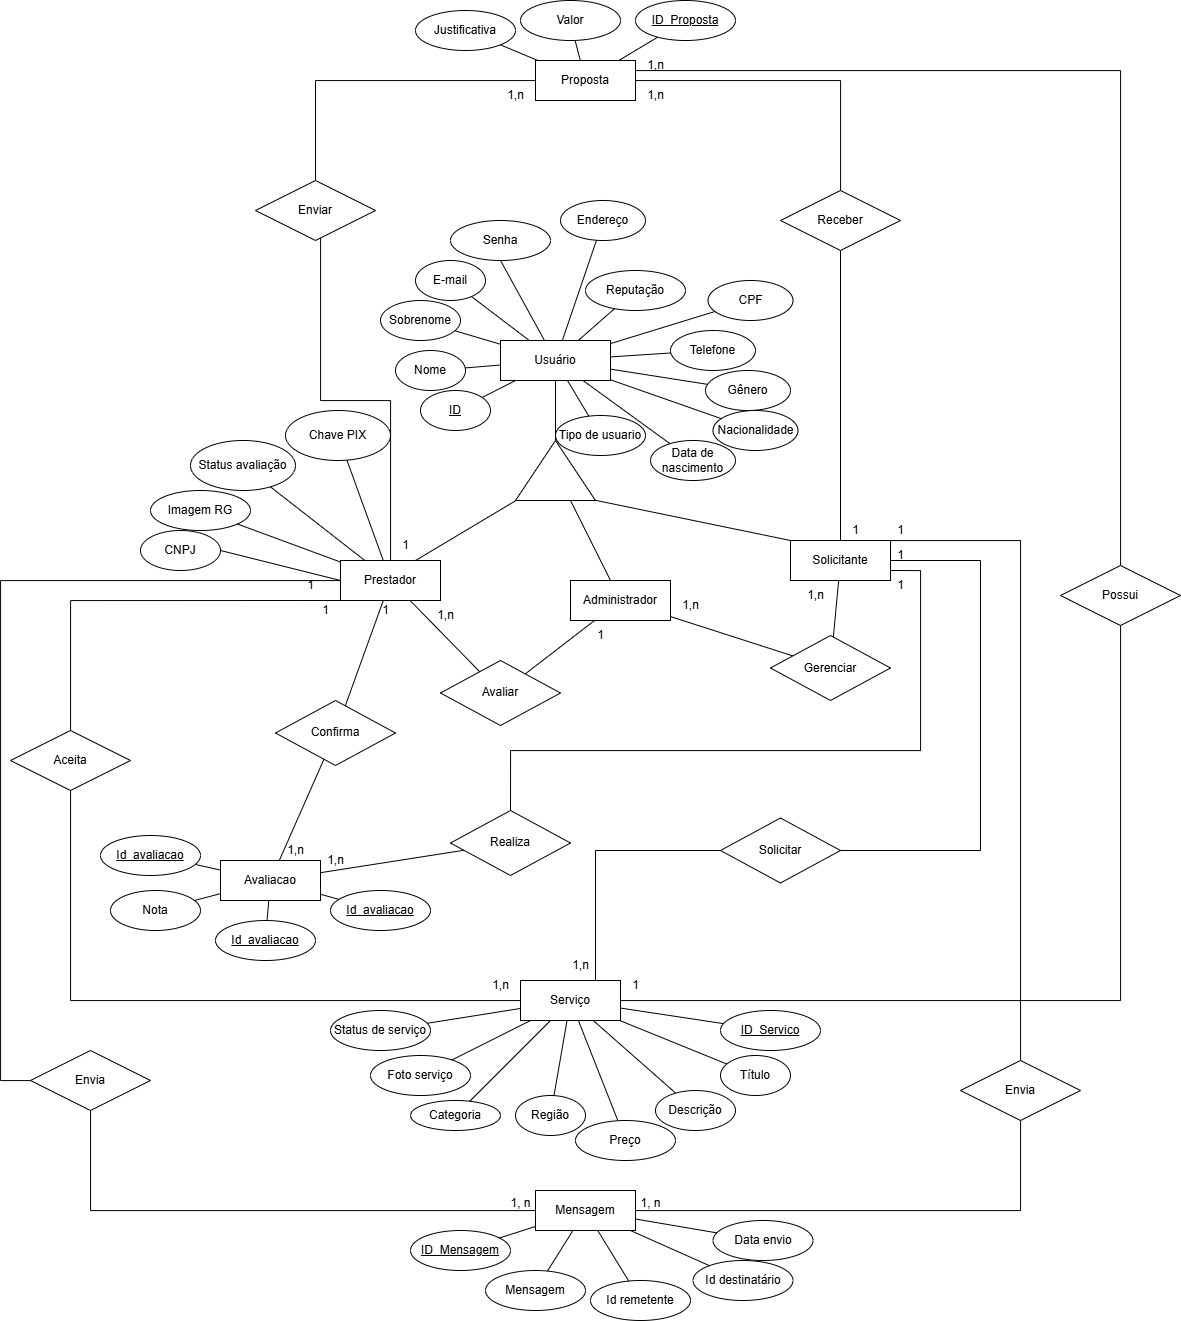 Justificativa
Valor
ID_Proposta
Proposta
1,n
1,n
1,n
Enviar
Receber
Endereço
Senha
E-mail
Reputação
CPF
Sobrenome
Usuário
Telefone
Nome
Gênero
ID
Nacionalidade
Tipo de usuario
Data de
nascimento
Chave PIX
Status avaliação
Imagem RG
CNPJ
1
Prestador
1
1
1
1,n
Administrador
1
1,n
1
1
1
1
Solicitante
1,n
Possui
Avaliar
Gerenciar
Confirma
Aceita
Realiza
Solicitar
1,n
1,n
Id_avaliacao
Avaliacao
Nota
Id_avaliacao
Id_avaliacao
1,n
1,n
1
Serviço
Status de serviço
ID_Servico
Foto serviço
Título
Categoria
Região
Descrição
Preço
Envia
Envia
1, n
Mensagem
1, n
ID_Mensagem
Data envio
Mensagem
Id remetente
Id destinatário